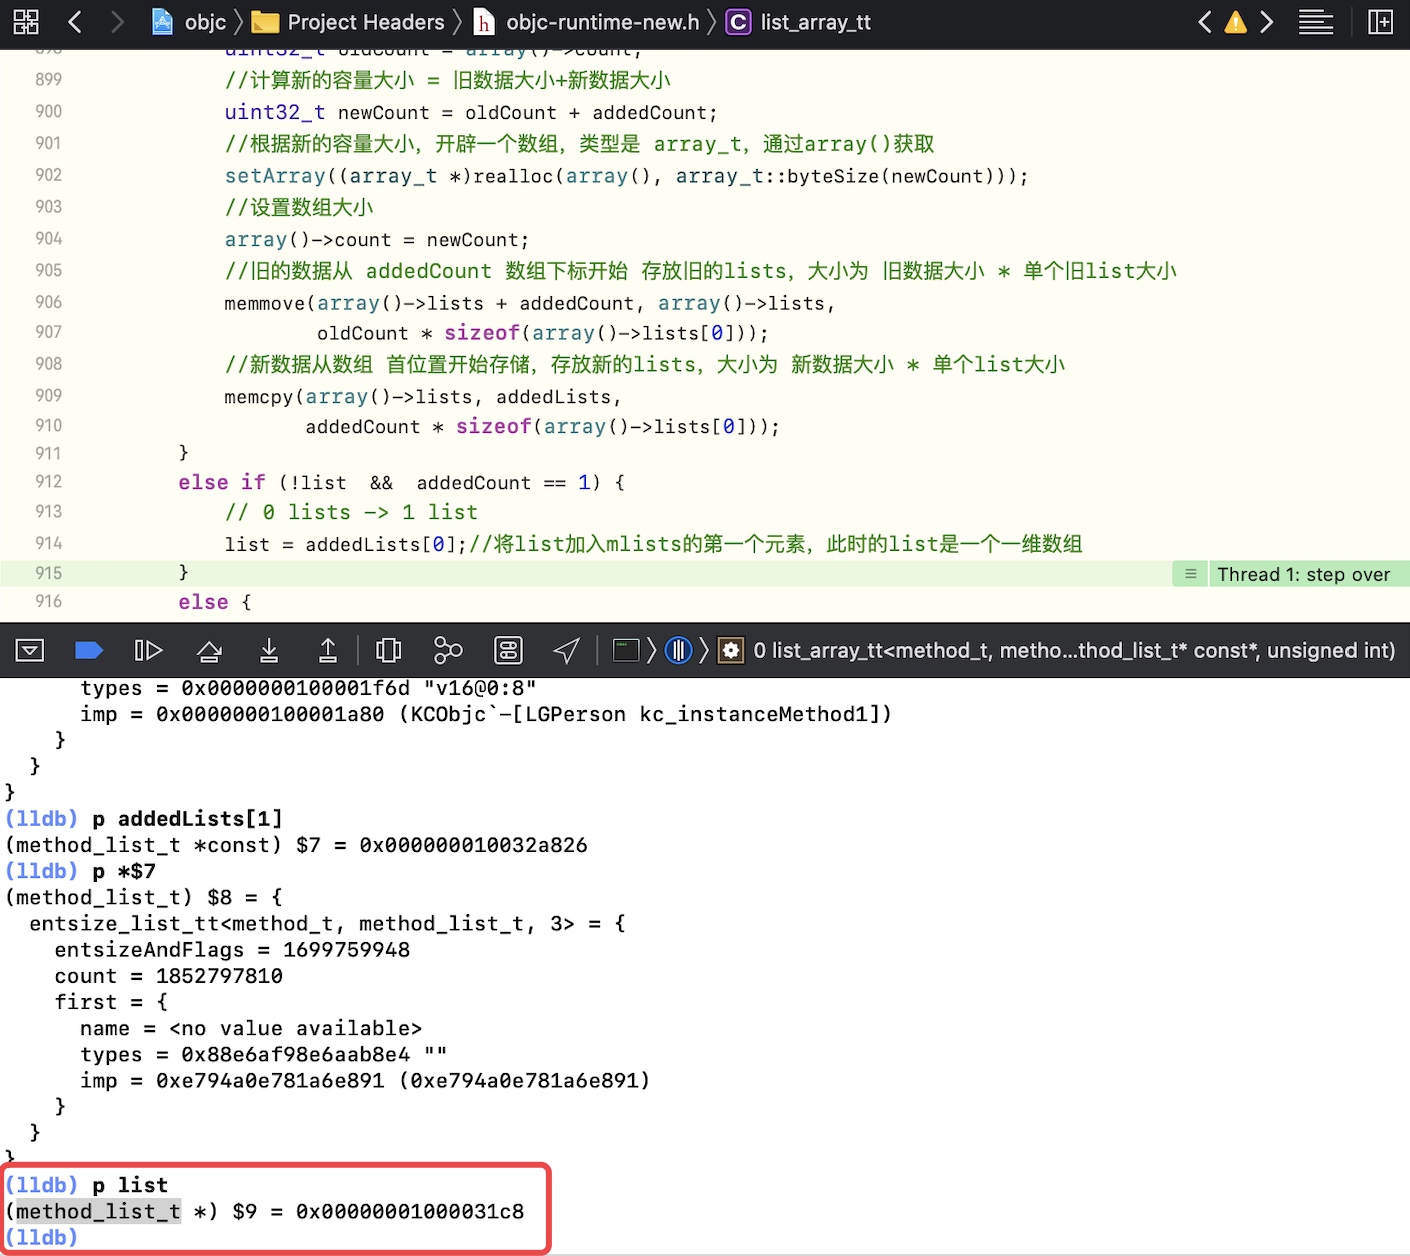 objc Project Headers h objc-runtime-new.h C list_array_tt
898 uint32_t oldCount = array()->count;
899 //计算新的容量大小 = 旧数据大小+新数据大小
900 uint32_t newCount = oldCount + addedCount;
901 //根据新的容量大小，开辟一个数组，类型是 array_t，通过array()获取
902 setArray((array_t *)realloc(array(), array_t::byteSize(newCount)));
903 //设置数组大小
904 array()->count = newCount;
905 //旧的数据从 addedCount 数组下标开始 存放旧的lists，大小为 旧数据大小 * 单个旧list大小
906 memmove(array()->lists + addedCount, array()->lists,
907 oldCount * sizeof(array()->lists[0]));
908 //新数据从数组 首位置开始存储，存放新的lists，大小为 新数据大小 * 单个list大小
909 memcpy(array()->lists, addedLists,
910 addedCount * sizeof(array()->lists[0]));
911 }
912 else if (!list  &&  addedCount == 1) {
913 // 0 lists -> 1 list
914 list = addedLists[0];//将list加入mlists的第一个元素，此时的list是一个一维数组
915 } Thread 1: step over
916 else {
0 list_array_tt<method_t, metho...thod_list_t* const*, unsigned int)
types = 0x0000000100001f6d "v16@0:8"
imp = 0x0000000100001a80 (KCObjc`-[LGPerson kc_instanceMethod1])
}
}
}
(lldb) p addedLists[1]
(method_list_t *const) $7 = 0x000000010032a826
(lldb) p *$7
(method_list_t) $8 = {
entsize_list_tt<method_t, method_list_t, 3> = {
entsizeAndFlags = 1699759948
count = 1852797810
first = {
name = <no value available>
types = 0x88e6af98e6aab8e4 ""
imp = 0xe794a0e781a6e891 (0xe794a0e781a6e891)
}
}
}
(lldb) p list
(method_list_t *) $9 = 0x00000001000031c8
(lldb)